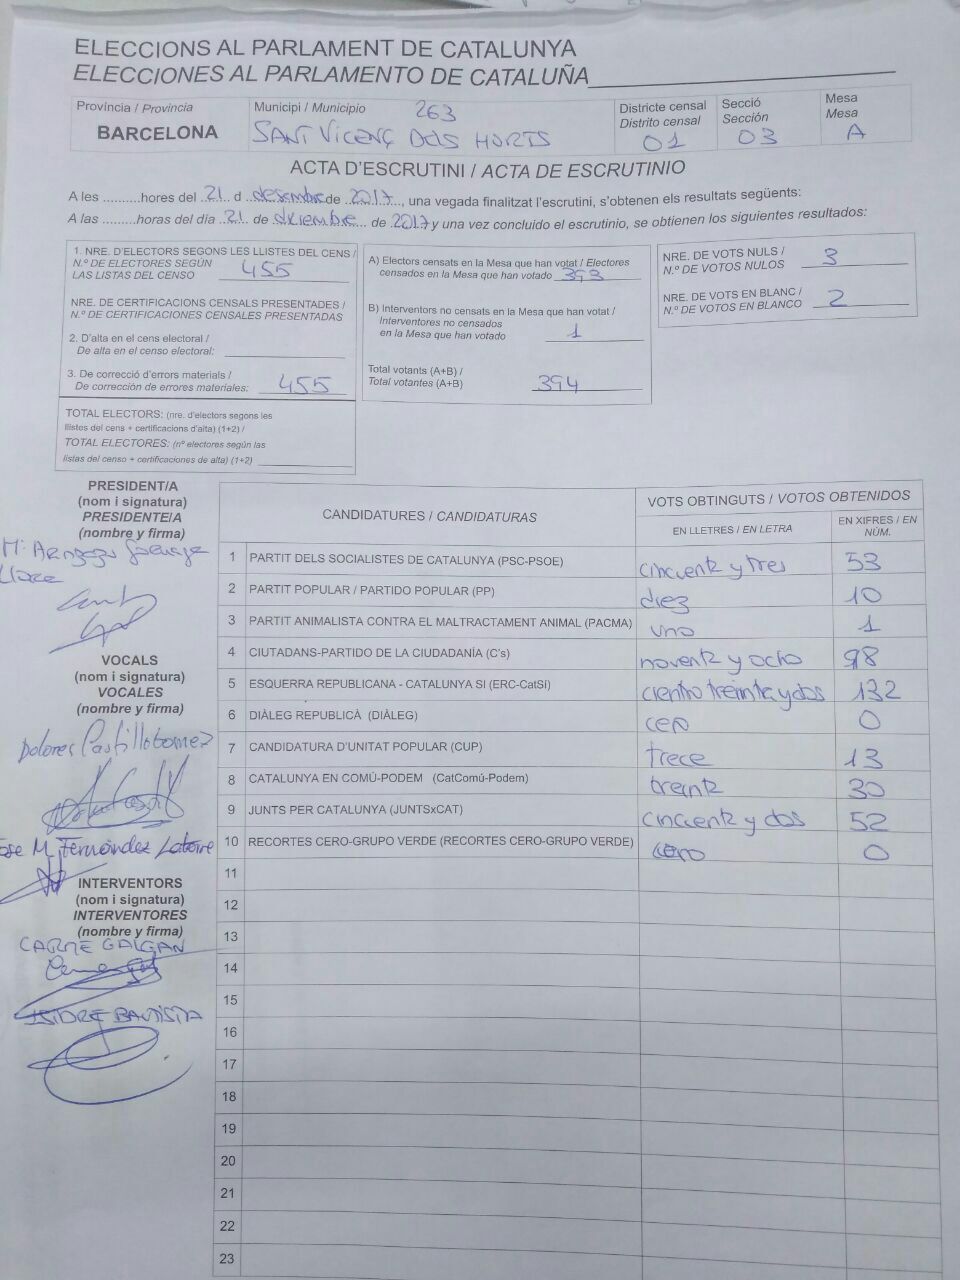 ELECCIONS AL PARLAMENT DE CATALUNYA
ELECCIONES AL PARLAMENTO DE CATALUÑA
Província / Provincia
BARCELONA
Municipi / Municipio 263
SANT VICENÇ DELS HORTS
Districte censal
Distrito censal
01
Secció
Sección
03
Mesa
Mesa
A
ACTA D'ESCRUTINI / ACTA DE ESCRUTINIO
A les .........hores del 21 d desembre de 2017, una vegada finalitzat l'escrutini, s'obtenen els resultats següents:
A las .........horas del día 21 de diciembre de 2017 y una vez concluido el escrutinio, se obtienen los siguientes resultados:
1. NRE. D'ELECTORS SEGONS LES LLISTES DEL CENS /
N.º DE ELECTORES SEGÚN
LAS LISTAS DEL CENSO 455
NRE. DE CERTIFICACIONS CENSALS PRESENTADES /
N.º DE CERTIFICACIONES CENSALES PRESENTADAS
2. D'alta en el cens electoral /
De alta en el censo electoral:
3. De correcció d'errors materials /
De corrección de errores materiales: 455
TOTAL ELECTORS: (nre. d'electors segons les
llistes del cens + certificacions d'alta) (1+2) /
TOTAL ELECTORES: (nº electores según las
listas del censo + certificaciones de alta) (1+2)
A) Electors censats en la Mesa que han votat / Electores
censados en la Mesa que han votado 393
B) Interventors no censats en la Mesa que han votat /
Interventores no censados
en la Mesa que han votado 1
Total votants (A+B) /
Total votantes (A+B) 394
NRE. DE VOTS NULS /
N.º DE VOTOS NULOS 3
NRE. DE VOTS EN BLANC /
N.º DE VOTOS EN BLANCO 2
PRESIDENT/A
(nom i signatura)
PRESIDENTE/A
(nombre y firma)
VOCALS
(nom i signatura)
VOCALES
(nombre y firma)
Dolores Castillo Gomez
Jose M. Fernández Latorre
INTERVENTORS
(nom i signatura)
INTERVENTORES
(nombre y firma)
CARME GALGAN
ISIDRE BAUTISTA
CANDIDATURES / CANDIDATURAS
VOTS OBTINGUTS / VOTOS OBTENIDOS
EN LLETRES / EN LETRA
EN XIFRES / EN NÚM.
1 PARTIT DELS SOCIALISTES DE CATALUNYA (PSC-PSOE) cincuenta y tres 53
2 PARTIT POPULAR / PARTIDO POPULAR (PP) diez 10
3 PARTIT ANIMALISTA CONTRA EL MALTRACTAMENT ANIMAL (PACMA) uno 1
4 CIUTADANS-PARTIDO DE LA CIUDADANÍA (C's) noventa y ocho 98
5 ESQUERRA REPUBLICANA - CATALUNYA SI (ERC-CatSí) ciento treinta y dos 132
6 DIÀLEG REPUBLICÀ (DIÀLEG) cero 0
7 CANDIDATURA D'UNITAT POPULAR (CUP) trece 13
8 CATALUNYA EN COMÚ-PODEM (CatComú-Podem) treinta 30
9 JUNTS PER CATALUNYA (JUNTSxCAT) cincuenta y dos 52
10 RECORTES CERO-GRUPO VERDE (RECORTES CERO-GRUPO VERDE) cero 0
11
12
13
14
15
16
17
18
19
20
21
22
23